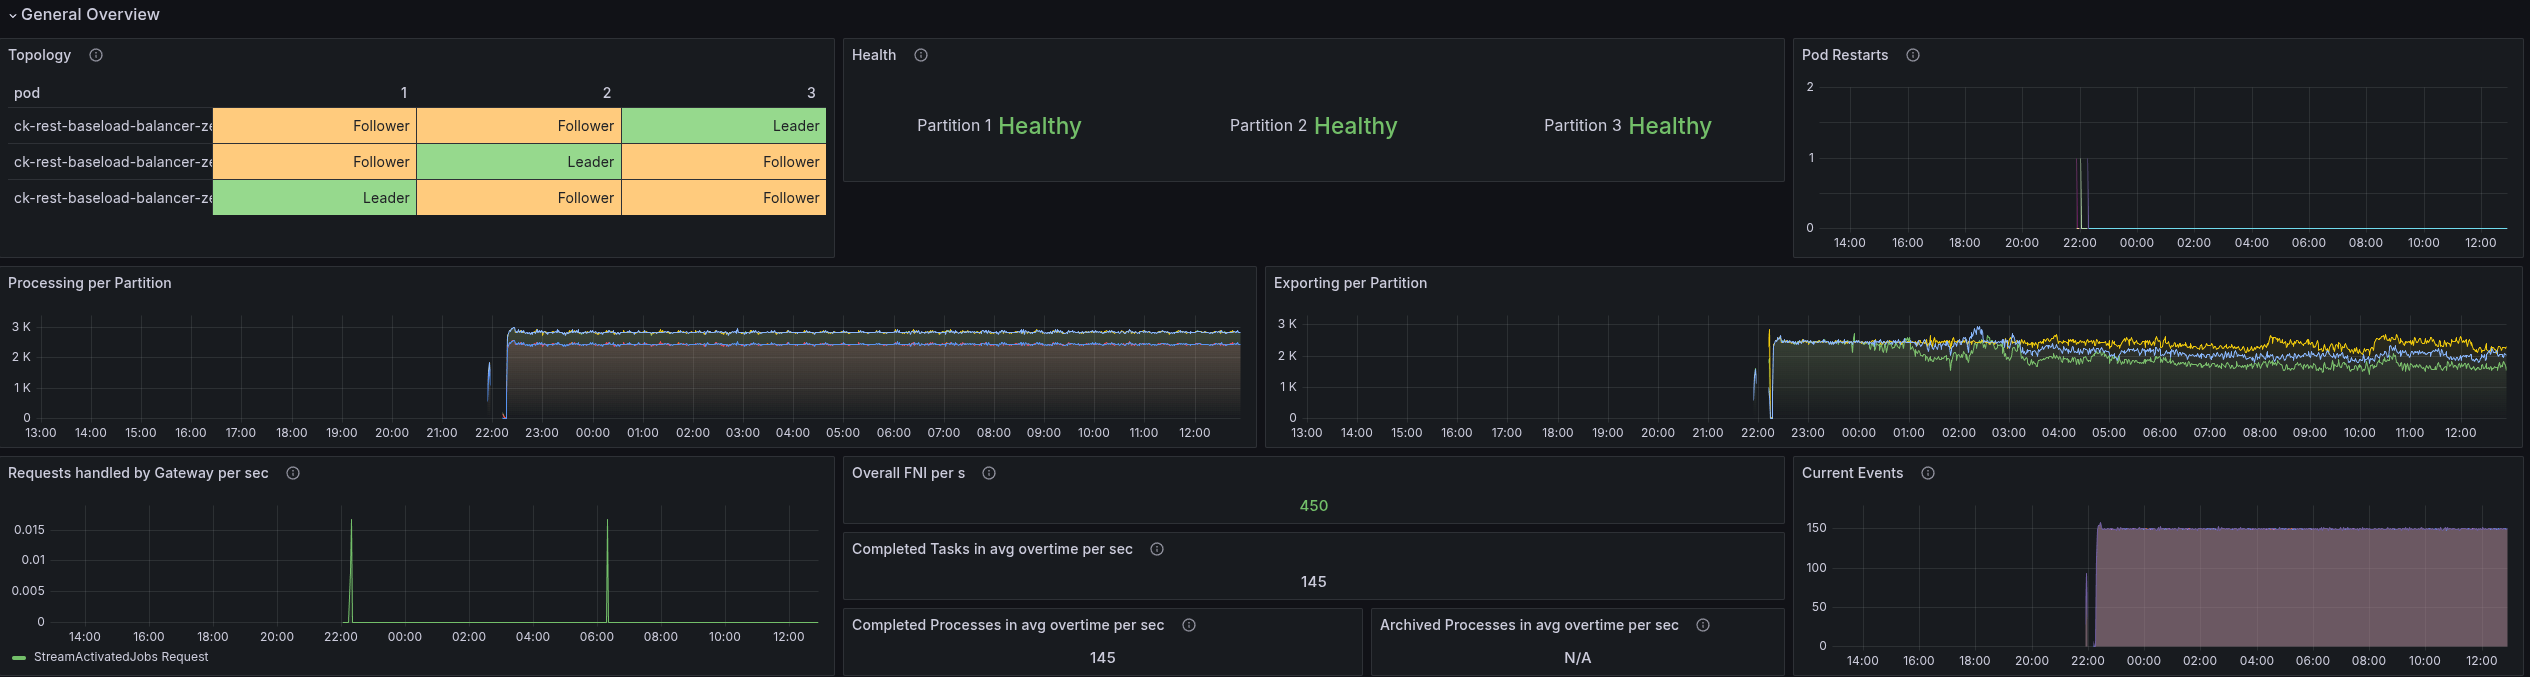 General Overview
Topology
pod 1 2 3
ck-rest-baseload-balancer-ze Follower Follower Leader
ck-rest-baseload-balancer-ze Follower Leader Follower
ck-rest-baseload-balancer-ze Leader Follower Follower
Health
Partition 1 Healthy Partition 2 Healthy Partition 3 Healthy
Pod Restarts
2
1
0
14:00 16:00 18:00 20:00 22:00 00:00 02:00 04:00 06:00 08:00 10:00 12:00
Processing per Partition
3 K
2 K
1 K
0
13:00 14:00 15:00 16:00 17:00 18:00 19:00 20:00 21:00 22:00 23:00 00:00 01:00 02:00 03:00 04:00 05:00 06:00 07:00 08:00 09:00 10:00 11:00 12:00
Exporting per Partition
3 K
2 K
1 K
0
13:00 14:00 15:00 16:00 17:00 18:00 19:00 20:00 21:00 22:00 23:00 00:00 01:00 02:00 03:00 04:00 05:00 06:00 07:00 08:00 09:00 10:00 11:00 12:00
Requests handled by Gateway per sec
0.015
0.01
0.005
0
14:00 16:00 18:00 20:00 22:00 00:00 02:00 04:00 06:00 08:00 10:00 12:00
StreamActivatedJobs Request
Overall FNI per s
450
Completed Tasks in avg overtime per sec
145
Completed Processes in avg overtime per sec
145
Archived Processes in avg overtime per sec
N/A
Current Events
150
100
50
0
14:00 16:00 18:00 20:00 22:00 00:00 02:00 04:00 06:00 08:00 10:00 12:00